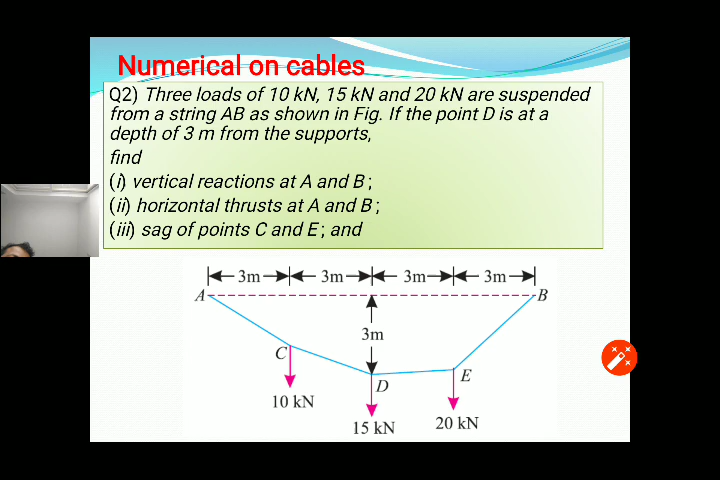 Numerical on cables
Q2) Three loads of 10 kN, 15 kN and 20 kN are suspended
from a string AB as shown in Fig. If the point D is at a
depth of 3 m from the supports,
find
(i) vertical reactions at A and B ;
(ii) horizontal thrusts at A and B ;
(iii) sag of points C and E ; and
3m 3m 3m 3m
A B
3m
C
D E
10 kN
15 kN 20 kN